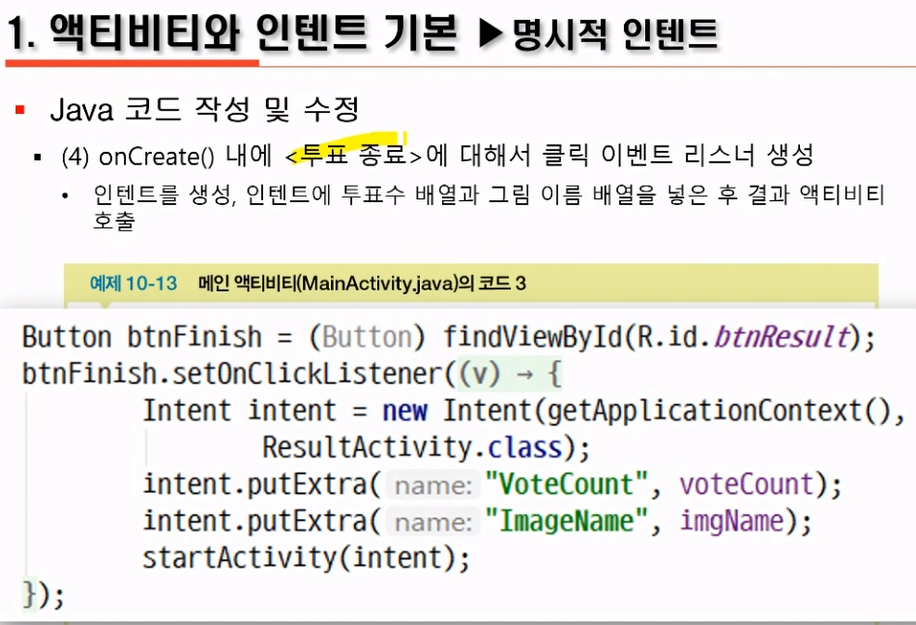 1. 액티비티와 인텐트 기본 ▶명시적 인텐트
▪ Java 코드 작성 및 수정
▪ (4) onCreate() 내에 <투표 종료>에 대해서 클릭 이벤트 리스너 생성
• 인텐트를 생성, 인텐트에 투표수 배열과 그림 이름 배열을 넣은 후 결과 액티비티
호출
예제 10-13 메인 액티비티(MainActivity.java)의 코드 3
Button btnFinish = (Button) findViewById(R.id.btnResult);
btnFinish.setOnClickListener((v) → {
Intent intent = new Intent(getApplicationContext(),
ResultActivity.class);
intent.putExtra( name: "VoteCount", voteCount);
intent.putExtra( name: "ImageName", imgName);
startActivity(intent);
});